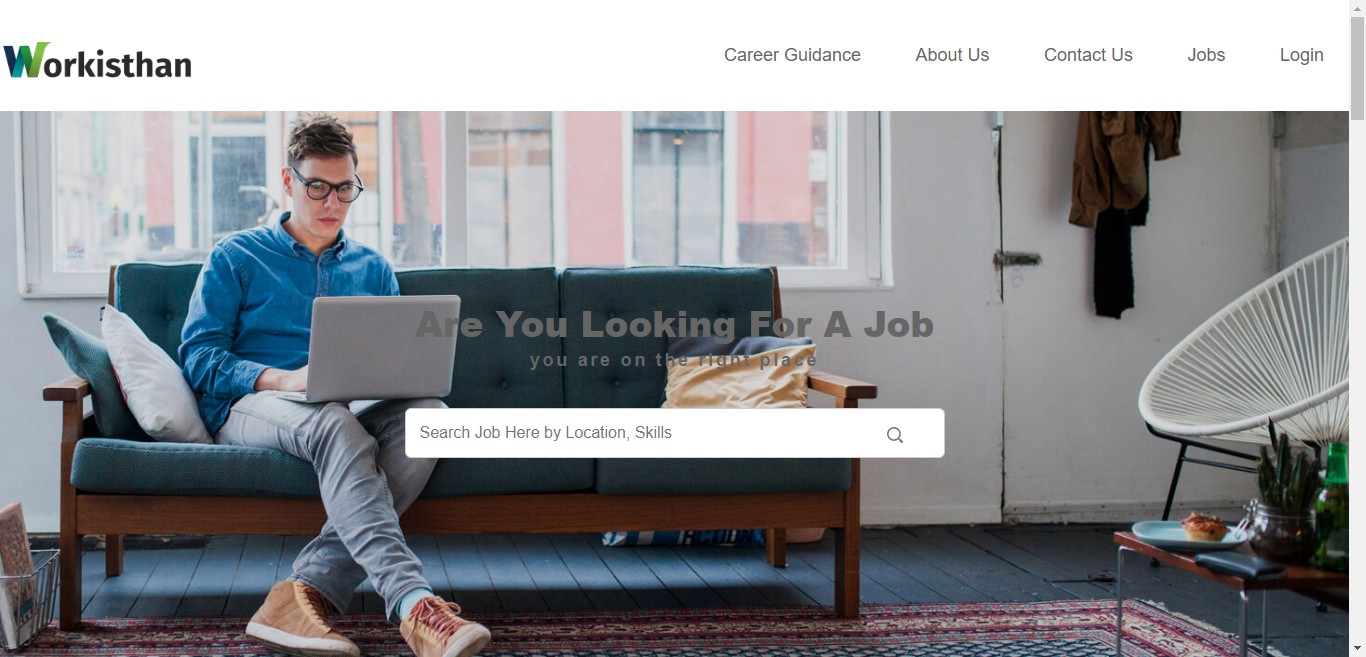 Workisthan
Career Guidance
About Us
Contact Us
Jobs
Login
Are You Looking For A Job
you are on the right place
Search Job Here by Location, Skills